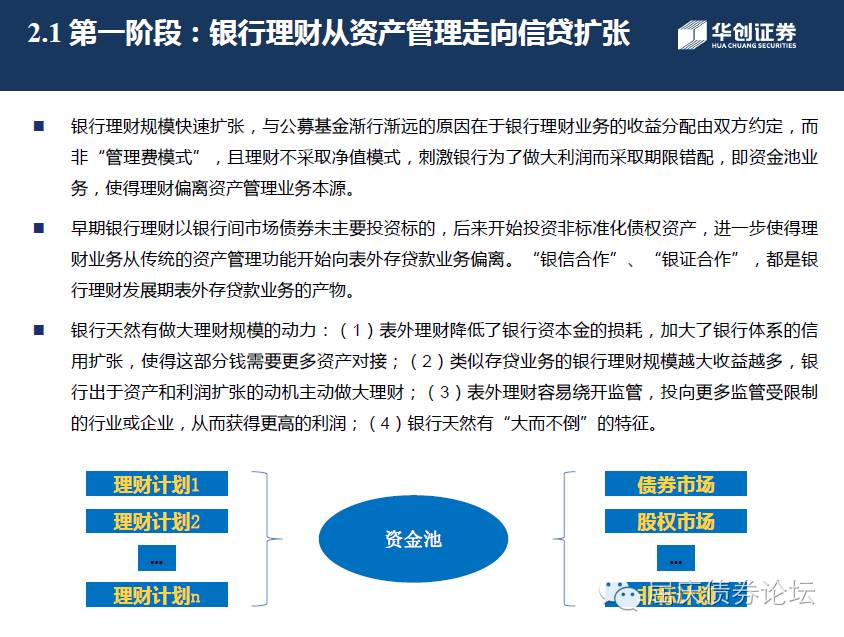 2.1 第一阶段：银行理财从资产管理走向信贷扩张
华创证券
HUA CHUANG SECURITIES
■ 银行理财规模快速扩张，与公募基金渐行渐远的原因在于银行理财业务的收益分配由双方约定，而
非“管理费模式”，且理财不采取净值模式，刺激银行为了做大利润而采取期限错配，即资金池业
务，使得理财偏离资产管理业务本源。
■ 早期银行理财以银行间市场债券未主要投资标的，后来开始投资非标准化债权资产，进一步使得理
财业务从传统的资产管理功能开始向表外存贷款业务偏离。“银信合作”、“银证合作”，都是银
行理财发展期表外存贷款业务的产物。
■ 银行天然有做大理财规模的动力：（1）表外理财降低了银行资本金的损耗，加大了银行体系的信
用扩张，使得这部分钱需要更多资产对接；（2）类似存贷业务的银行理财规模越大收益越多，银
行出于资产和利润扩张的动机主动做大理财；（3）表外理财容易绕开监管，投向更多监管受限制
的行业或企业，从而获得更高的利润；（4）银行天然有“大而不倒”的特征。
理财计划1
理财计划2
...
理财计划n
资金池
债券市场
股权市场
...
债券论坛